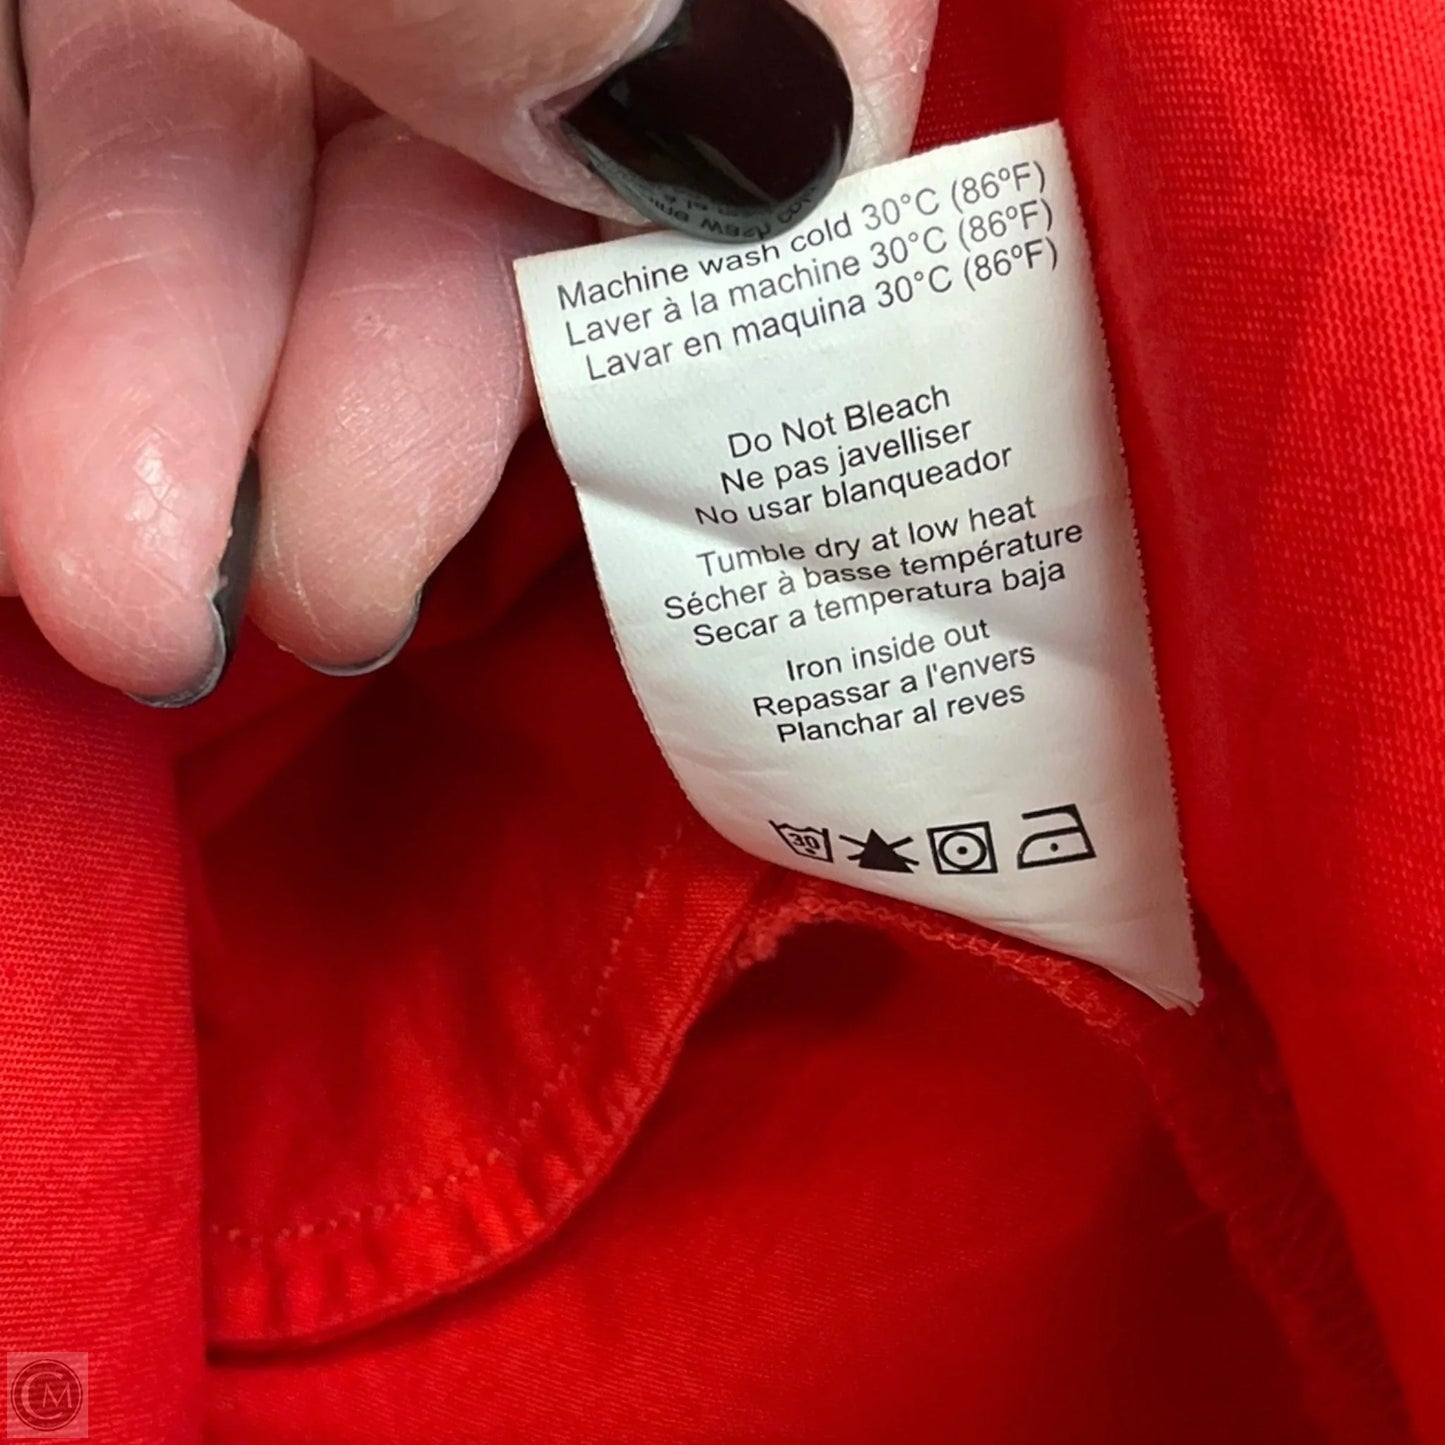 Machine wash cold 30°C (86ºF)
Laver à la machine 30°C (86ºF)
Lavar en maquina 30°C (86ºF)
Do Not Bleach
Ne pas javelliser
No usar blanqueador
Tumble dry at low heat
Sécher à basse température
Secar a temperatura baja
Iron inside out
Repassar a l'envers
Planchar al reves
30
CM